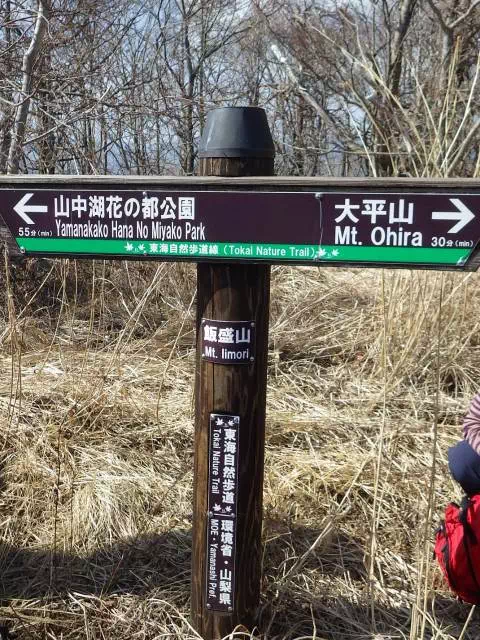 山中湖花の都公園
55分(min) Yamanakako Hana No Miyako Park
大平山
Mt. Ohira 30分(min)
東海自然歩道線 (Tokai Nature Trail)
飯盛山
Mt. Iimori
東海自然歩道
Tokai Nature Trail
環境省・山梨県
MOE・Yamanashi Pref.